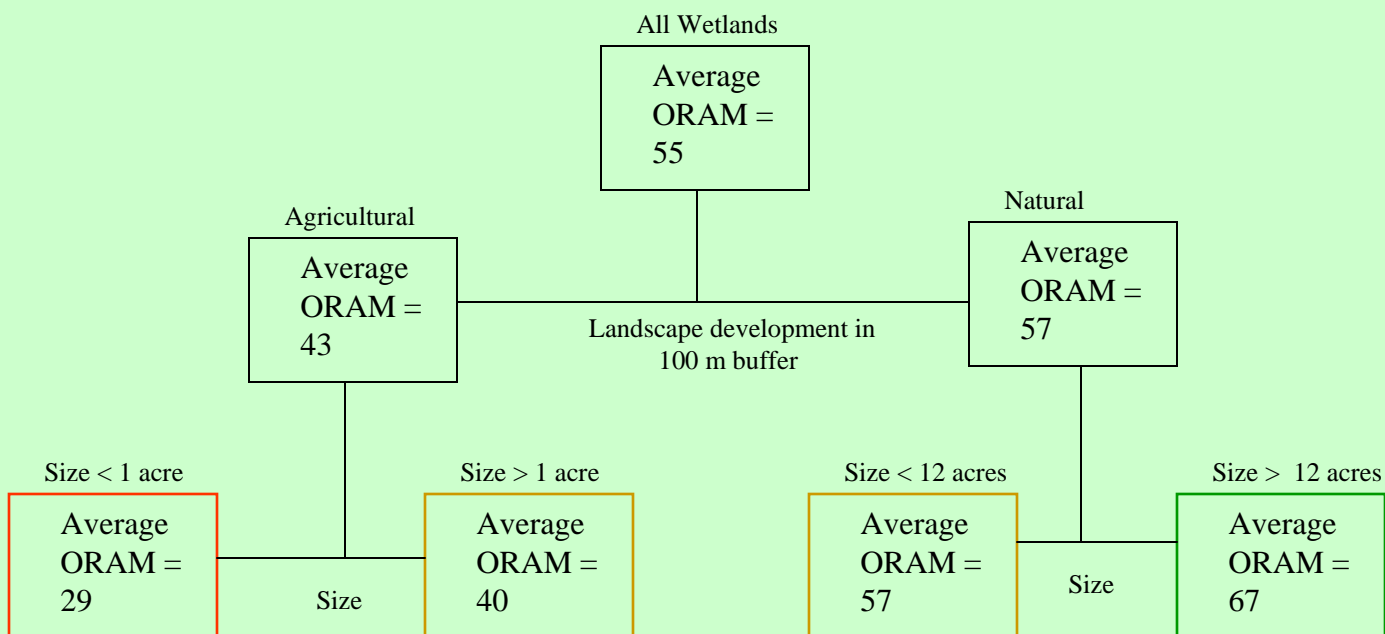 All Wetlands
Average
ORAM =
55
Agricultural
Average
ORAM =
43
Natural
Average
ORAM =
57
Landscape development in
100 m buffer
Size < 1 acre
Average
ORAM =
29
Size
Size > 1 acre
Average
ORAM =
40
Size < 12 acres
Average
ORAM =
57
Size
Size >  12 acres
Average
ORAM =
67